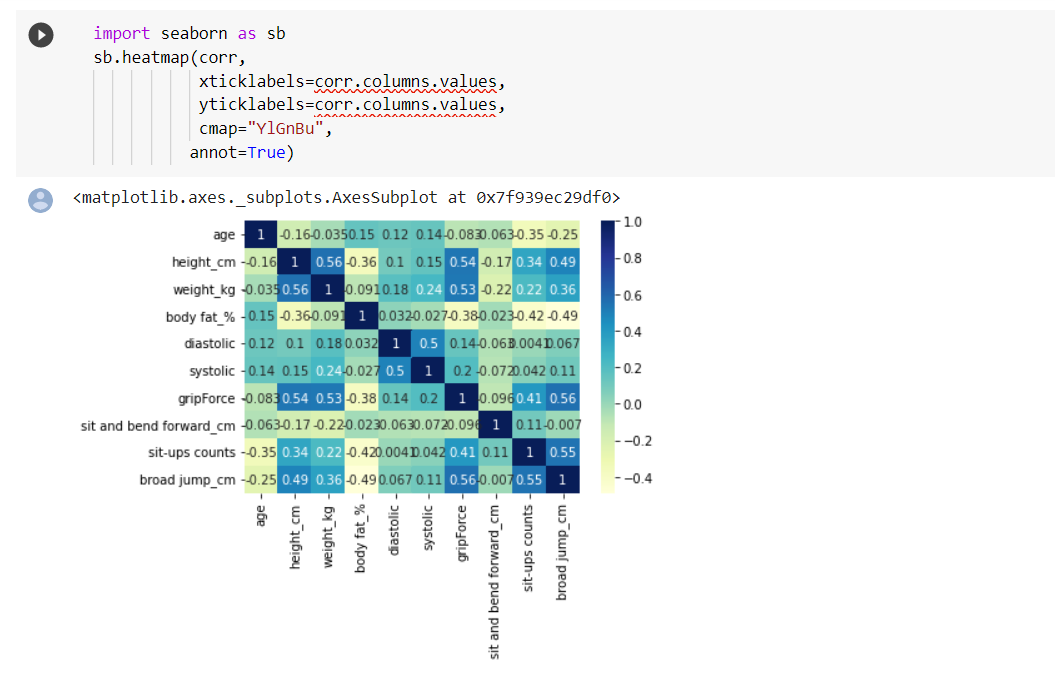 import seaborn as sb
sb.heatmap(corr,
xticklabels=corr.columns.values,
yticklabels=corr.columns.values,
cmap="YlGnBu",
annot=True)
<matplotlib.axes._subplots.AxesSubplot at 0x7f939ec29df0>
age 1 -0.16 -0.035 0.15 0.12 0.14 -0.083 -0.063 -0.35 -0.25
height_cm -0.16 1 0.56 -0.36 0.1 0.15 0.54 -0.17 0.34 0.49
weight_kg -0.035 0.56 1 -0.091 0.18 0.24 0.53 -0.22 0.22 0.36
body fat_% 0.15 -0.36 -0.091 1 0.032 -0.027 -0.38 -0.023 -0.42 -0.49
diastolic 0.12 0.1 0.18 0.032 1 0.5 0.14 -0.063 0.0041 0.067
systolic 0.14 0.15 0.24 -0.027 0.5 1 0.2 -0.072 0.042 0.11
gripForce -0.083 0.54 0.53 -0.38 0.14 0.2 1 -0.096 0.41 0.56
sit and bend forward_cm -0.063 -0.17 -0.22 -0.023 -0.063 -0.072 -0.096 1 0.11 -0.007
sit-ups counts -0.35 0.34 0.22 -0.42 0.0041 0.042 0.41 0.11 1 0.55
broad jump_cm -0.25 0.49 0.36 -0.49 0.067 0.11 0.56 -0.007 0.55 1
age
height_cm
weight_kg
body fat_%
diastolic
systolic
gripForce
sit and bend forward_cm
sit-ups counts
broad jump_cm
1.0
0.8
0.6
0.4
0.2
0.0
−0.2
−0.4